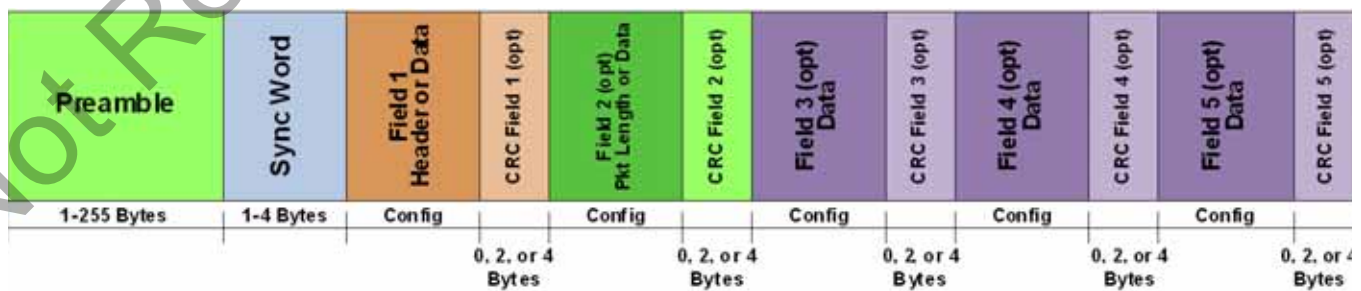 Preamble
Sync Word
Field 1
Header or Data
CRC Field 1 (opt)
Field 2 (opt)
Pkt Length or Data
CRC Field 2 (opt)
Field 3 (opt)
Data
CRC Field 3 (opt)
Field 4 (opt)
Data
CRC Field 4 (opt)
Field 5 (opt)
Data
CRC Field 5 (opt)
1-255 Bytes
1-4 Bytes
Config
Config
Config
Config
Config
0, 2, or 4
Bytes
0, 2, or 4
Bytes
0, 2, or 4
Bytes
0, 2, or 4
Bytes
0, 2, or 4
Bytes
Not R